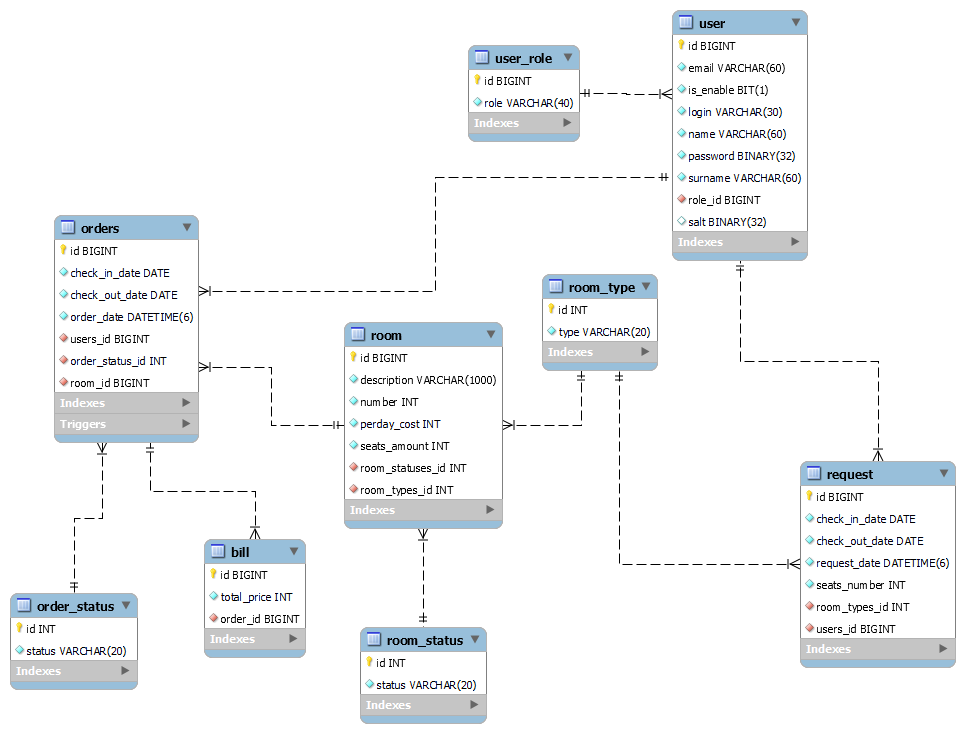 user
id BIGINT
email VARCHAR(60)
is_enable BIT(1)
login VARCHAR(30)
name VARCHAR(60)
password BINARY(32)
surname VARCHAR(60)
role_id BIGINT
salt BINARY(32)
Indexes
user_role
id BIGINT
role VARCHAR(40)
Indexes
orders
id BIGINT
check_in_date DATE
check_out_date DATE
order_date DATETIME(6)
users_id BIGINT
order_status_id INT
room_id BIGINT
Indexes
Triggers
room_type
id INT
type VARCHAR(20)
Indexes
room
id BIGINT
description VARCHAR(1000)
number INT
perday_cost INT
seats_amount INT
room_statuses_id INT
room_types_id INT
Indexes
request
id BIGINT
check_in_date DATE
check_out_date DATE
request_date DATETIME(6)
seats_number INT
room_types_id INT
users_id BIGINT
Indexes
bill
id BIGINT
total_price INT
order_id BIGINT
Indexes
order_status
id INT
status VARCHAR(20)
Indexes
room_status
id INT
status VARCHAR(20)
Indexes